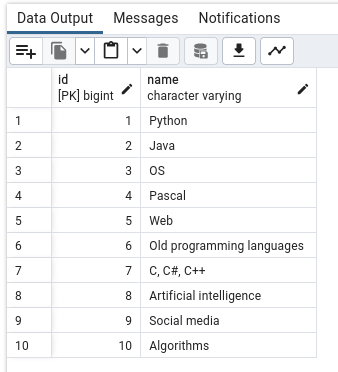 Data Output Messages Notifications
id name
[PK] bigint character varying
1 1 Python
2 2 Java
3 3 OS
4 4 Pascal
5 5 Web
6 6 Old programming languages
7 7 C, C#, C++
8 8 Artificial intelligence
9 9 Social media
10 10 Algorithms